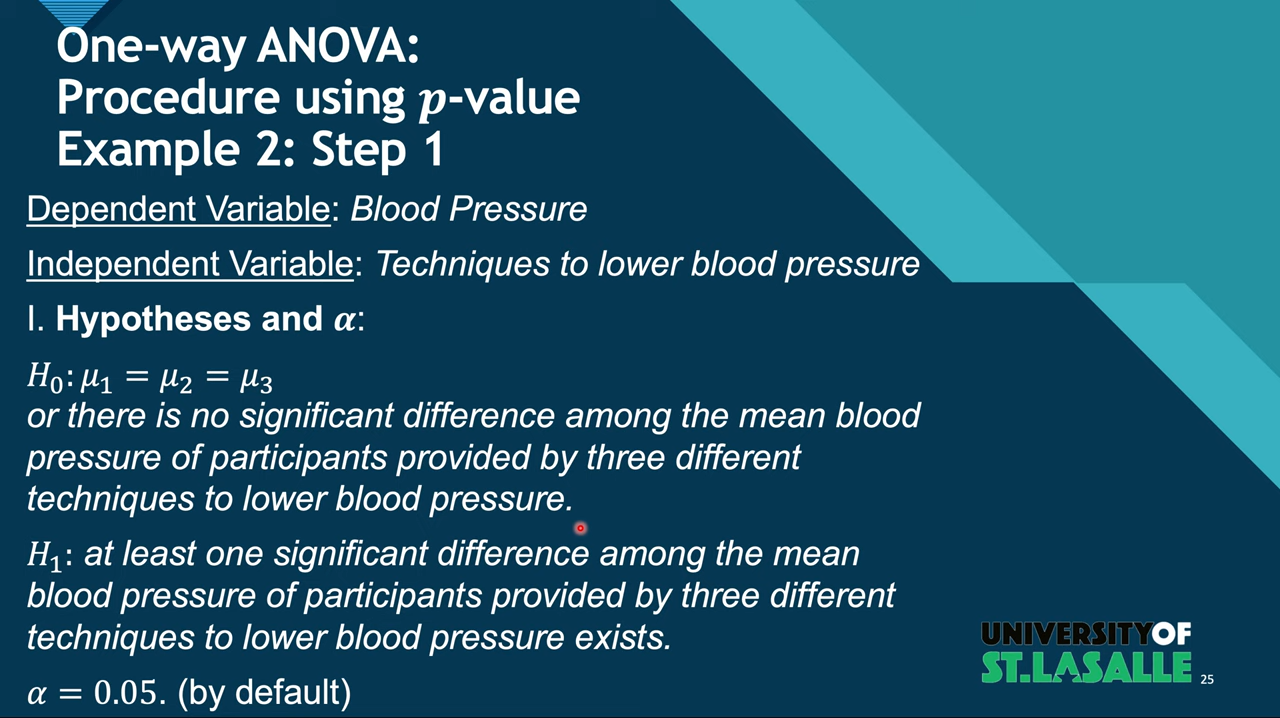 One-way ANOVA:
Procedure using p-value
Example 2: Step 1
Dependent Variable: Blood Pressure
Independent Variable: Techniques to lower blood pressure
I. Hypotheses and α:
H₀: μ₁ = μ₂ = μ₃
or there is no significant difference among the mean blood
pressure of participants provided by three different
techniques to lower blood pressure.
H₁: at least one significant difference among the mean
blood pressure of participants provided by three different
techniques to lower blood pressure exists.
α = 0.05. (by default)
UNIVERSITY OF
ST. LASALLE
25